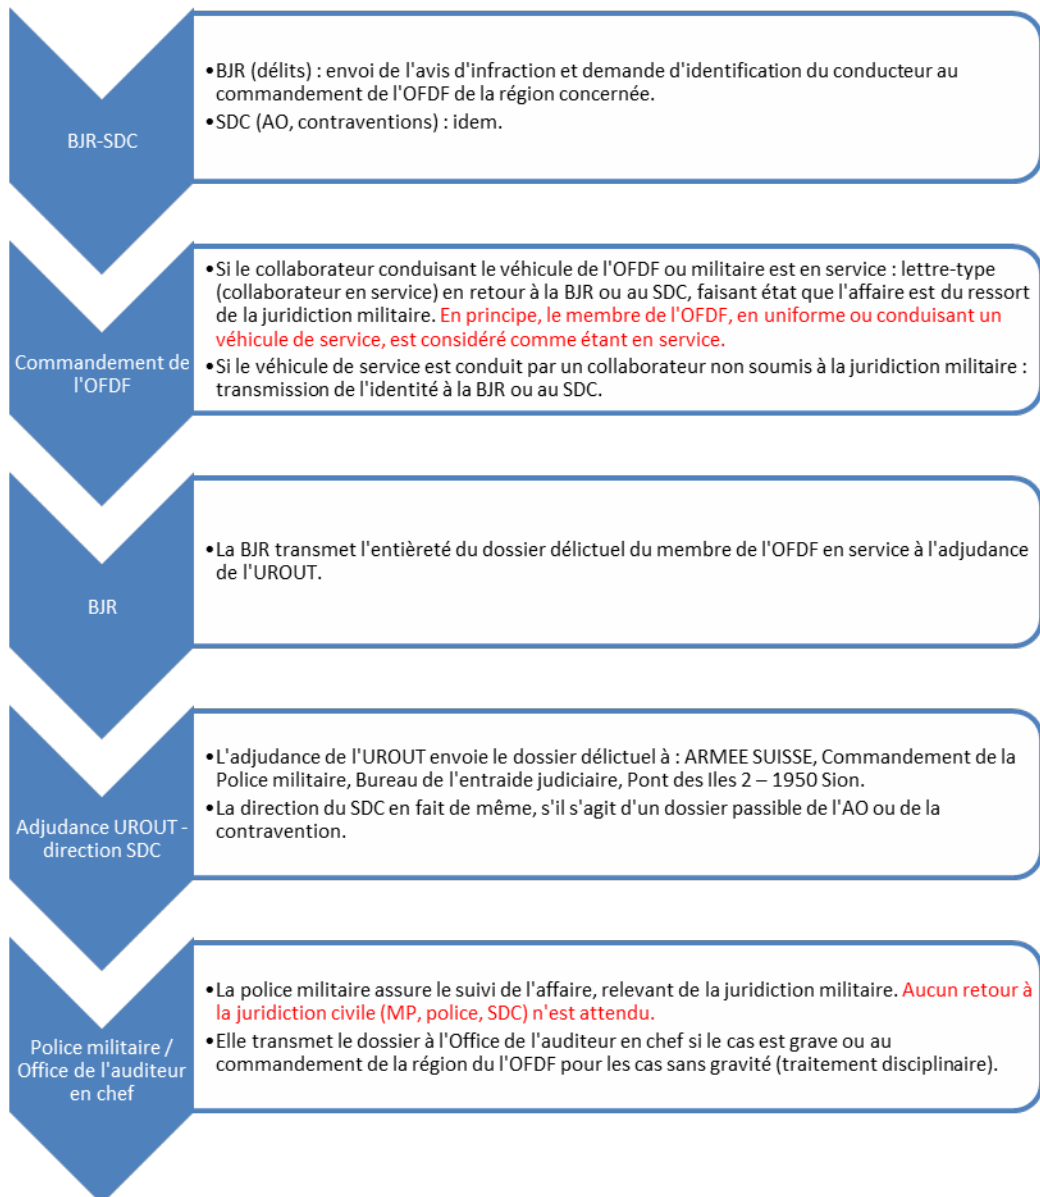 BJR-SDC
•BJR (délits) : envoi de l'avis d'infraction et demande d'identification du conducteur au
commandement de l'OFDF de la région concernée.
•SDC (AO, contraventions) : idem.
Commandement de
l'OFDF
•Si le collaborateur conduisant le véhicule de l'OFDF ou militaire est en service : lettre-type
(collaborateur en service) en retour à la BJR ou au SDC, faisant état que l'affaire est du ressort
de la juridiction militaire. En principe, le membre de l'OFDF, en uniforme ou conduisant un
véhicule de service, est considéré comme étant en service.
•Si le véhicule de service est conduit par un collaborateur non soumis à la juridiction militaire :
transmission de l'identité à la BJR ou au SDC.
BJR
•La BJR transmet l'entièreté du dossier délictuel du membre de l'OFDF en service à l'adjudance
de l'UROUT.
Adjudance UROUT -
direction SDC
•L'adjudance de l'UROUT envoie le dossier délictuel à : ARMEE SUISSE, Commandement de la
Police militaire, Bureau de l'entraide judiciaire, Pont des Iles 2 – 1950 Sion.
•La direction du SDC en fait de même, s'il s'agit d'un dossier passible de l'AO ou de la
contravention.
Police militaire /
Office de l'auditeur
en chef
•La police militaire assure le suivi de l'affaire, relevant de la juridiction militaire. Aucun retour à
la juridiction civile (MP, police, SDC) n'est attendu.
•Elle transmet le dossier à l'Office de l'auditeur en chef si le cas est grave ou au
commandement de la région du l'OFDF pour les cas sans gravité (traitement disciplinaire).